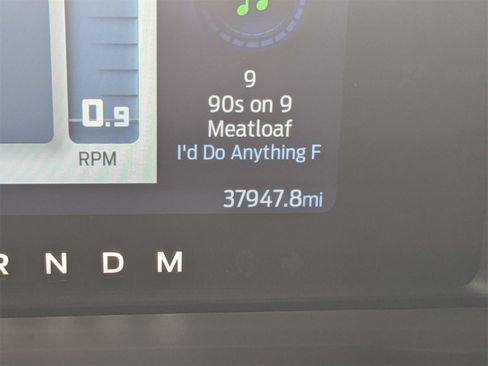 9
90s on 9
Meatloaf
I'd Do Anything F
0.9
RPM
37947.8mi
R N D M